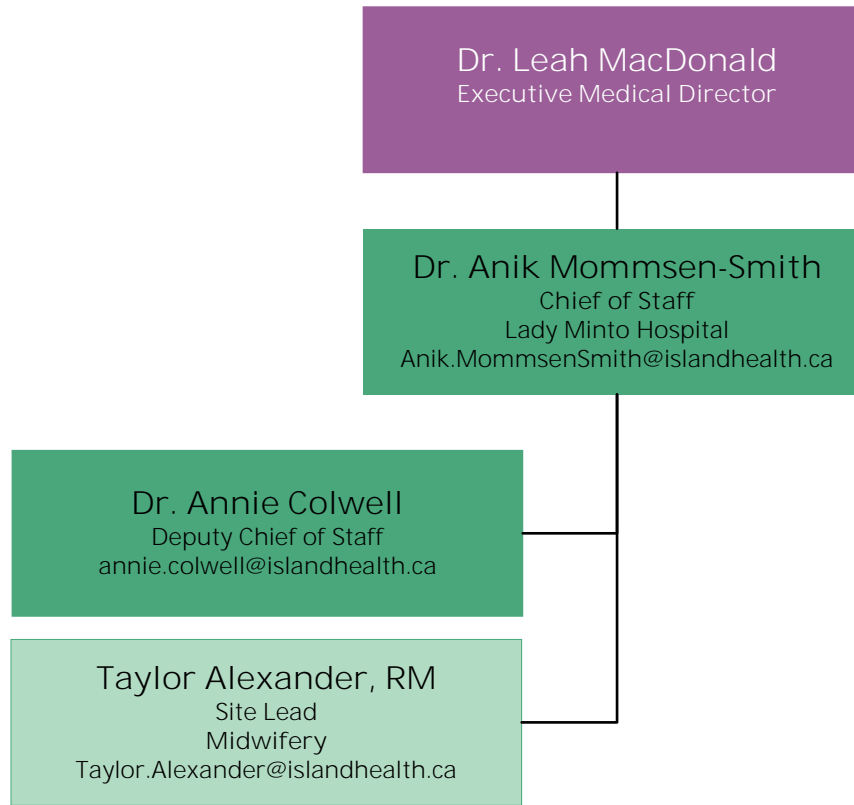 Dr. Leah MacDonald
Executive Medical Director
Dr. Anik Mommsen-Smith
Chief of Staff
Lady Minto Hospital
Anik.MommsenSmith@islandhealth.ca
Dr. Annie Colwell
Deputy Chief of Staff
annie.colwell@islandhealth.ca
Taylor Alexander, RM
Site Lead
Midwifery
Taylor.Alexander@islandhealth.ca